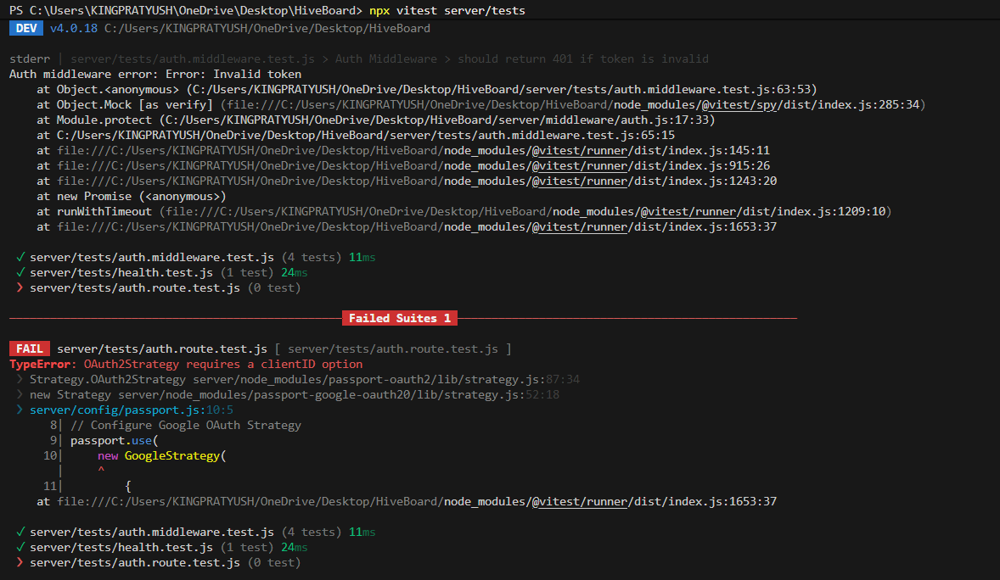 PS C:\Users\KINGPRATYUSH\OneDrive\Desktop\HiveBoard> npx vitest server/tests
DEV v4.0.18 C:/Users/KINGPRATYUSH/OneDrive/Desktop/HiveBoard
stderr | server/tests/auth.middleware.test.js > Auth Middleware > should return 401 if token is invalid
Auth middleware error: Error: Invalid token
at Object.<anonymous> (C:/Users/KINGPRATYUSH/OneDrive/Desktop/HiveBoard/server/tests/auth.middleware.test.js:63:53)
at Object.Mock [as verify] (file:///C:/Users/KINGPRATYUSH/OneDrive/Desktop/HiveBoard/node_modules/@vitest/spy/dist/index.js:285:34)
at Module.protect (C:/Users/KINGPRATYUSH/OneDrive/Desktop/HiveBoard/server/middleware/auth.js:17:33)
at C:/Users/KINGPRATYUSH/OneDrive/Desktop/HiveBoard/server/tests/auth.middleware.test.js:65:15
at file:///C:/Users/KINGPRATYUSH/OneDrive/Desktop/HiveBoard/node_modules/@vitest/runner/dist/index.js:145:11
at file:///C:/Users/KINGPRATYUSH/OneDrive/Desktop/HiveBoard/node_modules/@vitest/runner/dist/index.js:915:26
at file:///C:/Users/KINGPRATYUSH/OneDrive/Desktop/HiveBoard/node_modules/@vitest/runner/dist/index.js:1243:20
at new Promise (<anonymous>)
at runWithTimeout (file:///C:/Users/KINGPRATYUSH/OneDrive/Desktop/HiveBoard/node_modules/@vitest/runner/dist/index.js:1209:10)
at file:///C:/Users/KINGPRATYUSH/OneDrive/Desktop/HiveBoard/node_modules/@vitest/runner/dist/index.js:1653:37
✓ server/tests/auth.middleware.test.js (4 tests) 11ms
✓ server/tests/health.test.js (1 test) 24ms
❯ server/tests/auth.route.test.js (0 test)
Failed Suites 1
FAIL server/tests/auth.route.test.js [ server/tests/auth.route.test.js ]
TypeError: OAuth2Strategy requires a clientID option
❯ Strategy.OAuth2Strategy server/node_modules/passport-oauth2/lib/strategy.js:87:34
❯ new Strategy server/node_modules/passport-google-oauth20/lib/strategy.js:52:18
❯ server/config/passport.js:10:5
8| // Configure Google OAuth Strategy
9| passport.use(
10| new GoogleStrategy(
| ^
11| {
at file:///C:/Users/KINGPRATYUSH/OneDrive/Desktop/HiveBoard/node_modules/@vitest/runner/dist/index.js:1653:37
✓ server/tests/auth.middleware.test.js (4 tests) 11ms
✓ server/tests/health.test.js (1 test) 24ms
❯ server/tests/auth.route.test.js (0 test)